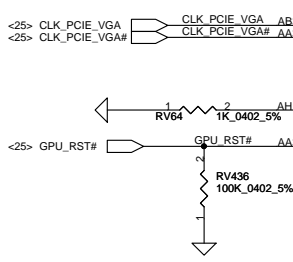 <25> CLK_PCIE_VGA CLK_PCIE_VGA AB
<25> CLK_PCIE_VGA# CLK_PCIE_VGA# AA
1 2 AH
RV64 1K_0402_5%
<25> GPU_RST# GPU_RST# AA
2
RV436
100K_0402_5%
1